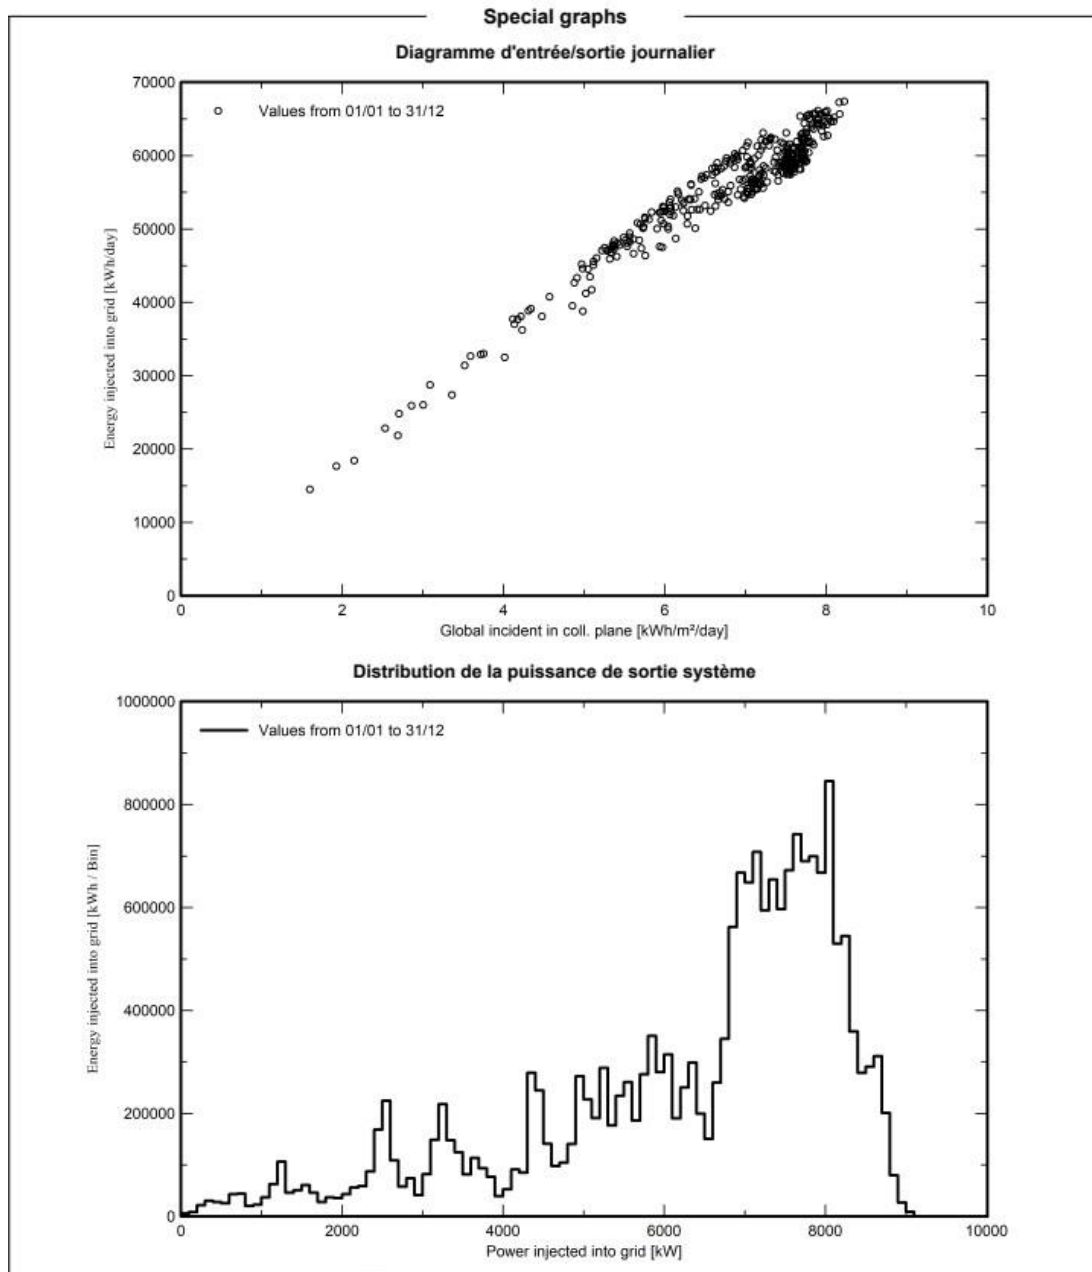 Special graphs
Diagramme d'entrée/sortie journalier
70000
Values from 01/01 to 31/12
60000
50000
40000
30000
20000
10000
0
Energy injected into grid [kWh/day]
0 2 4 6 8 10
Global incident in coll. plane [kWh/m²/day]
Distribution de la puissance de sortie système
1000000
Values from 01/01 to 31/12
800000
600000
400000
200000
0
Energy injected into grid [kWh / Bin]
0 2000 4000 6000 8000 10000
Power injected into grid [kW]